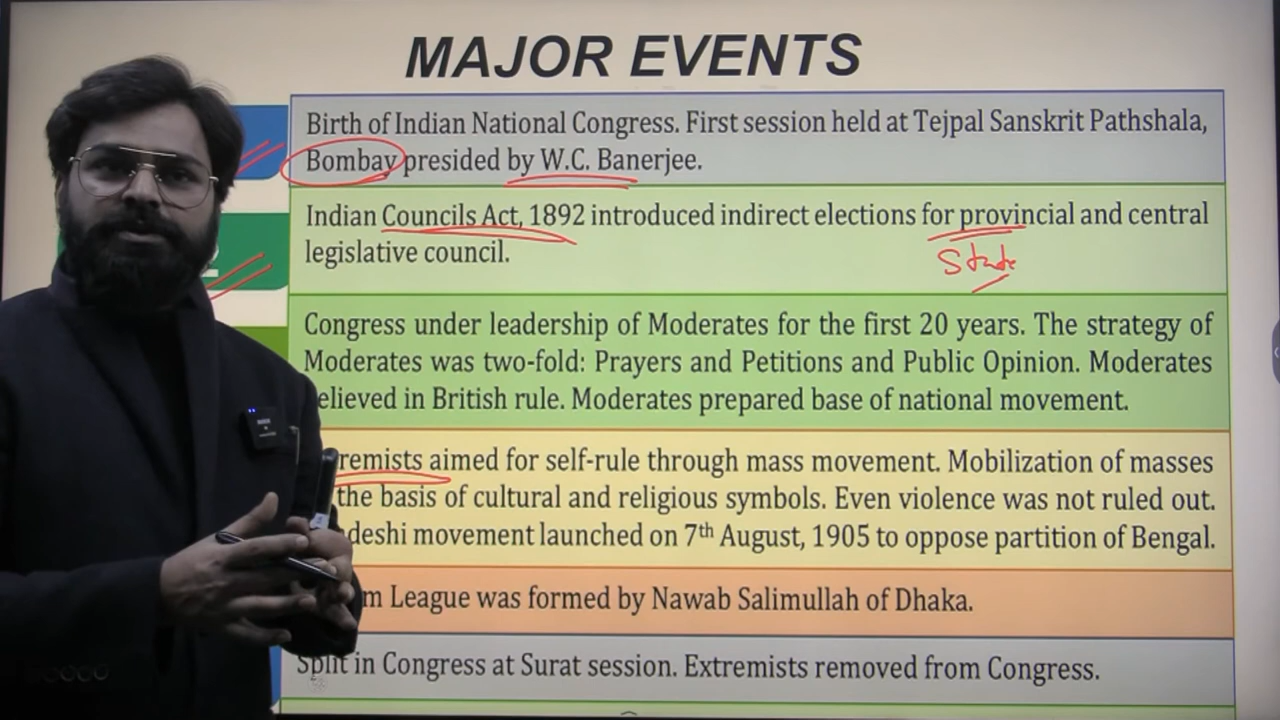 MAJOR EVENTS
Birth of Indian National Congress. First session held at Tejpal Sanskrit Pathshala,
Bombay presided by W.C. Banerjee.
Indian Councils Act, 1892 introduced indirect elections for provincial and central
legislative council.
State
Congress under leadership of Moderates for the first 20 years. The strategy of
Moderates was two-fold: Prayers and Petitions and Public Opinion. Moderates
elieved in British rule. Moderates prepared base of national movement.
remists aimed for self-rule through mass movement. Mobilization of masses
the basis of cultural and religious symbols. Even violence was not ruled out.
deshi movement launched on 7th August, 1905 to oppose partition of Bengal.
m League was formed by Nawab Salimullah of Dhaka.
Split in Congress at Surat session. Extremists removed from Congress.